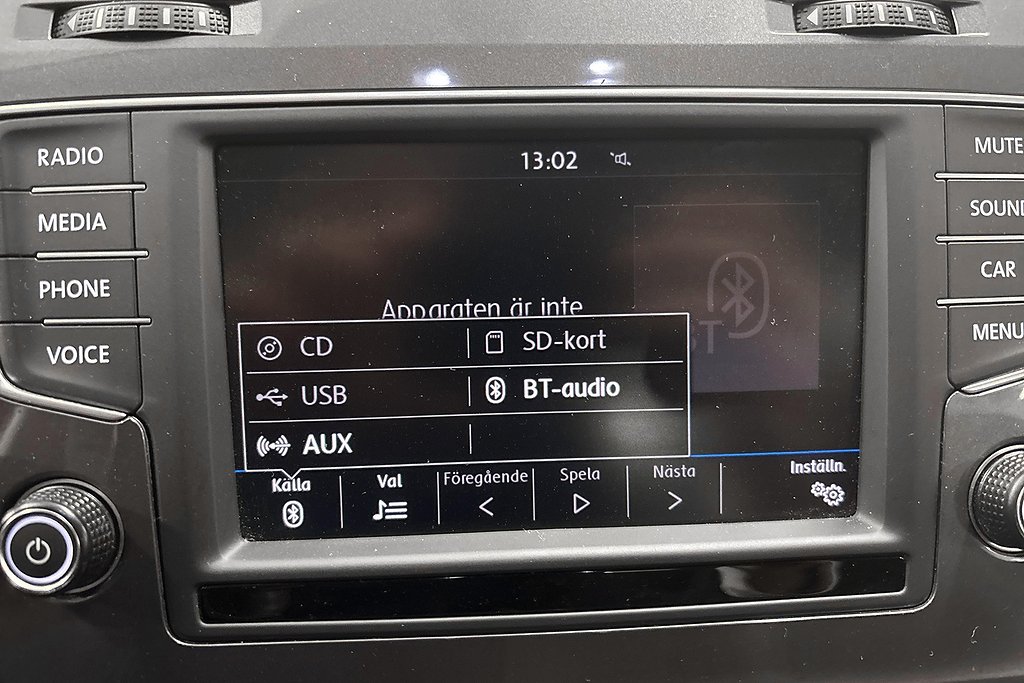 RADIO
MEDIA
PHONE
VOICE
13:02
Apparaten är inte
CD
SD-kort
USB
BT-audio
AUX
Källa
Val
Föregående
Spela
Nästa
Inställn.
MUTE
SOUND
CAR
MENU